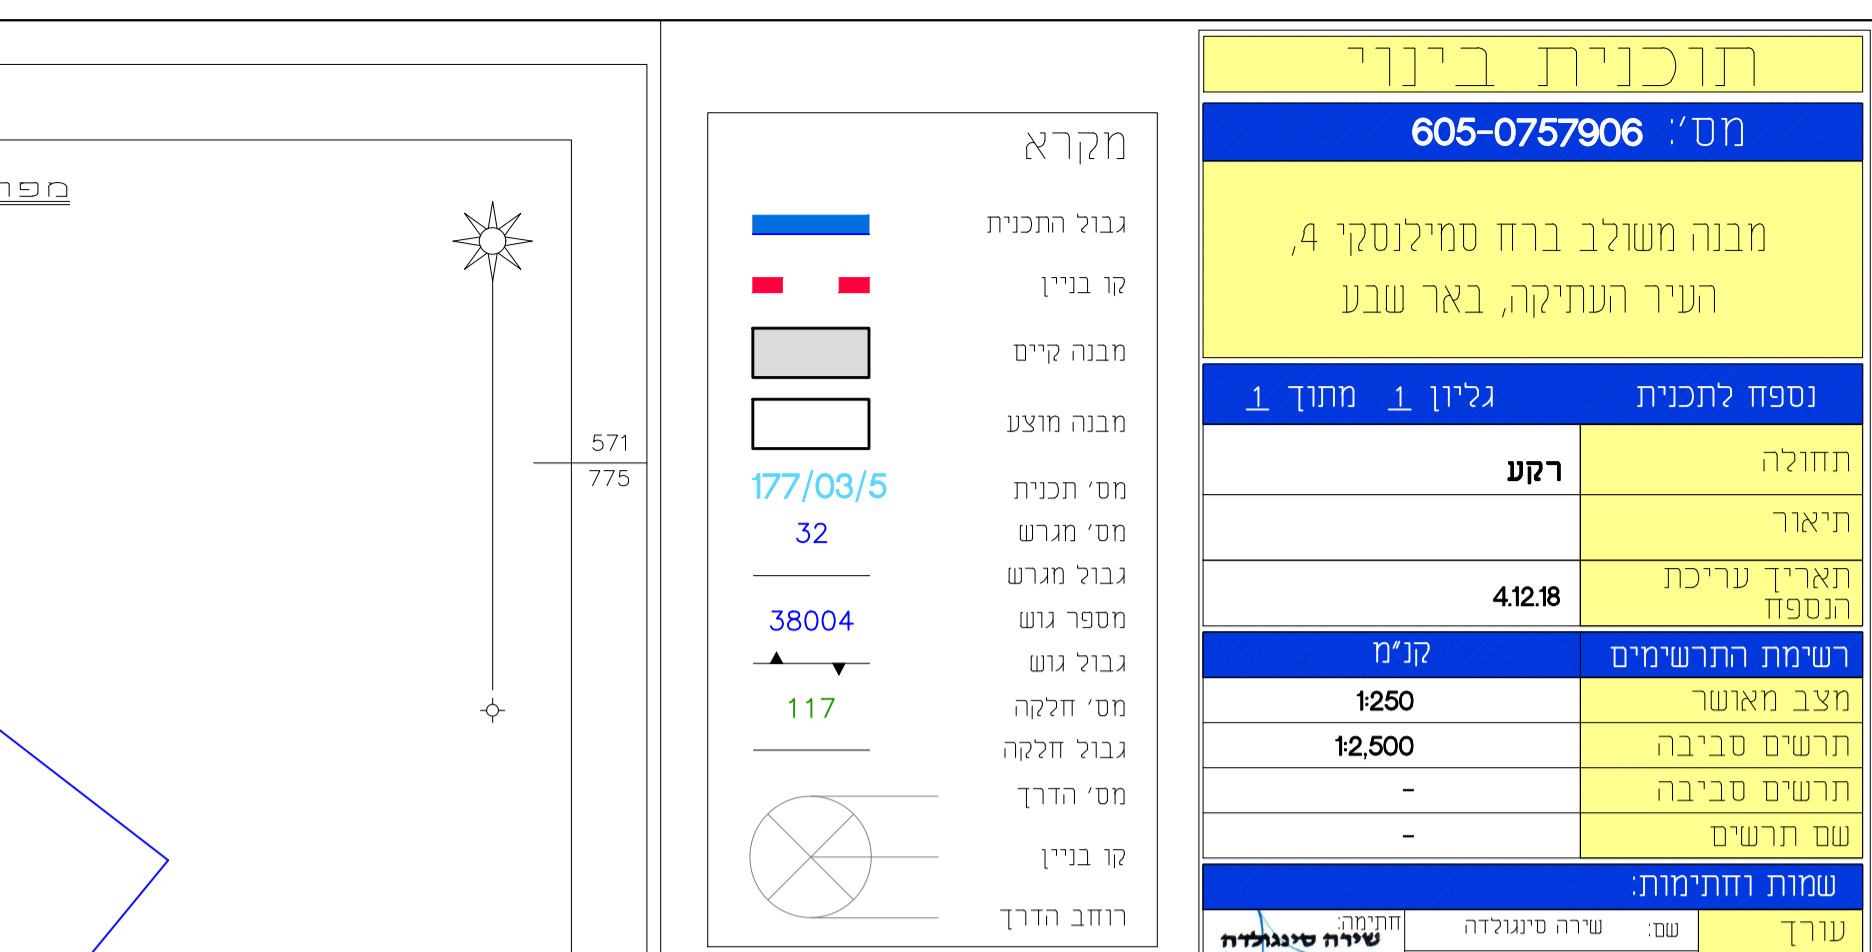 תוכנית בינוי
מס': 605-0757906
מבנה משולב ברח סמילנסקי 4,
העיר העתיקה, באר שבע
נספח לתכנית גליון 1 מתוך 1
תחולה רקע
תיאור
תאריך עריכת
הנספח 4.12.18
רשימת התרשימים קנ"מ
מצב מאושר 1:250
תרשים סביבה 1:2,500
תרשים סביבה -
שם תרשים -
שמות וחתימות:
עורך שם: שירה סינגולדה חתימה:
שירה סינגולדה
מקרא
גבול התכנית
קו בניין
מבנה קיים
מבנה מוצע
מס' תכנית 177/03/5
מס' מגרש 32
גבול מגרש
מספר גוש 38004
גבול גוש
מס' חלקה 117
גבול חלקה
מס' הדרך
קו בניין
רוחב הדרך
571
775